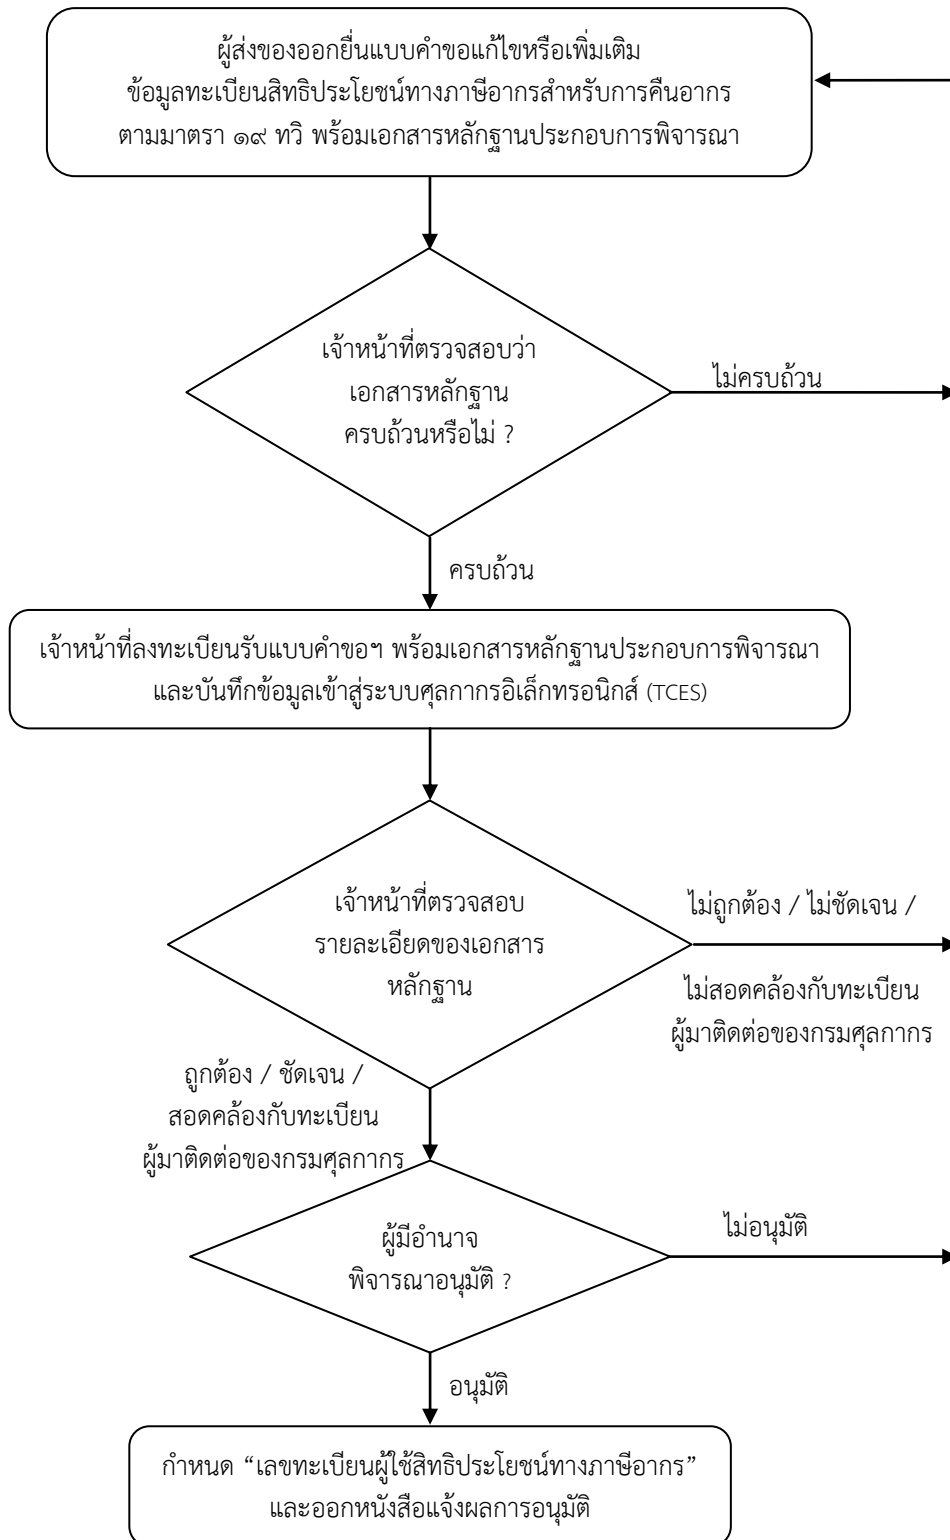 ผู้ส่งของออกยื่นแบบคำขอแก้ไขหรือเพิ่มเติม
ข้อมูลทะเบียนสิทธิประโยชน์ทางภาษีอากรสำหรับการคืนอากร
ตามมาตรา ๑๙ ทวิ พร้อมเอกสารหลักฐานประกอบการพิจารณา
เจ้าหน้าที่ตรวจสอบว่า
เอกสารหลักฐาน
ครบถ้วนหรือไม่ ?
ไม่ครบถ้วน
ครบถ้วน
เจ้าหน้าที่ลงทะเบียนรับแบบคำขอฯ พร้อมเอกสารหลักฐานประกอบการพิจารณา
และบันทึกข้อมูลเข้าสู่ระบบศุลกากรอิเล็กทรอนิกส์ (TCES)
เจ้าหน้าที่ตรวจสอบ
รายละเอียดของเอกสาร
หลักฐาน
ไม่ถูกต้อง / ไม่ชัดเจน /
ไม่สอดคล้องกับทะเบียน
ผู้มาติดต่อของกรมศุลกากร
ถูกต้อง / ชัดเจน /
สอดคล้องกับทะเบียน
ผู้มาติดต่อของกรมศุลกากร
ผู้มีอำนาจ
พิจารณาอนุมัติ ?
ไม่อนุมัติ
อนุมัติ
กำหนด “เลขทะเบียนผู้ใช้สิทธิประโยชน์ทางภาษีอากร”
และออกหนังสือแจ้งผลการอนุมัติ